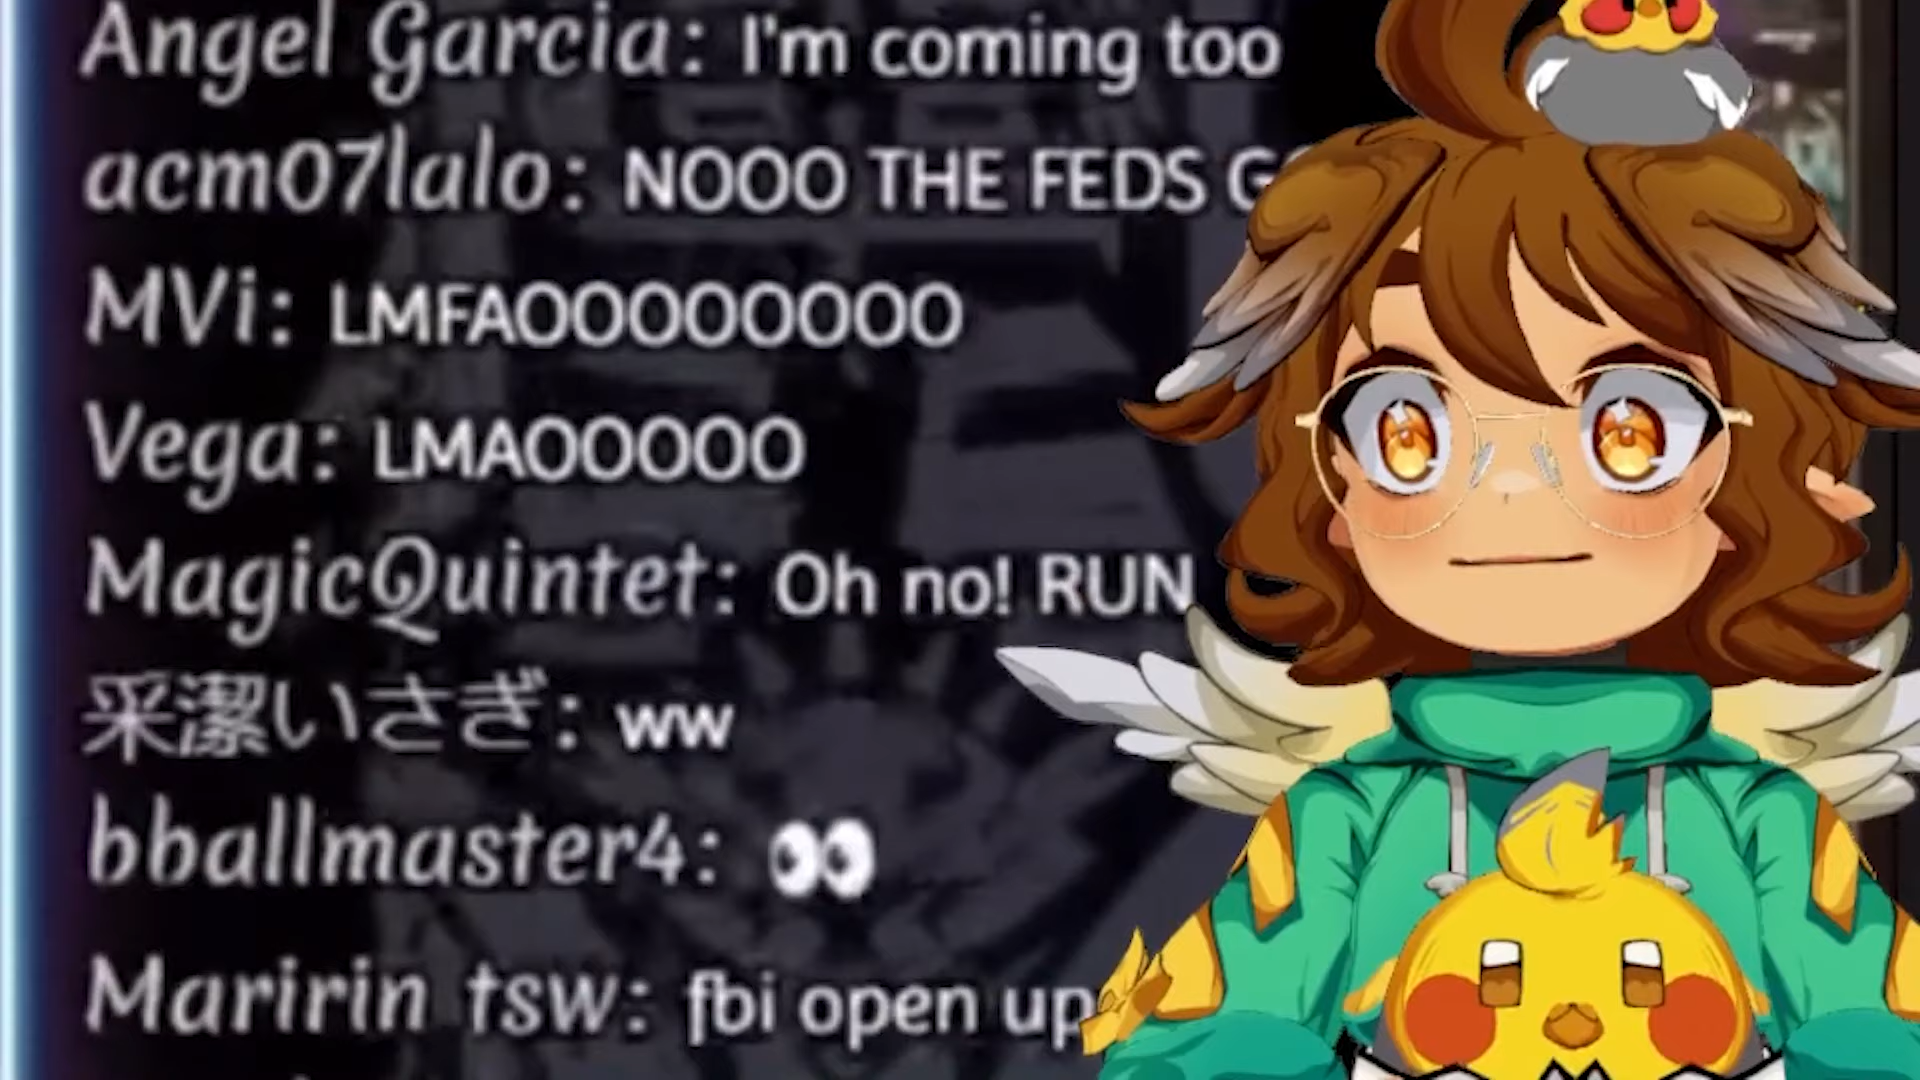 Angel Garcia: I'm coming too
acm07lalo: NOOO THE FEDS
MVi: LMFAOOOOOOOOO
Vega: LMAOOOOO
MagicQuintet: Oh no! RUN
采潔いさぎ: ww
bballmaster4: 👀
Maririn tsw: fbi open up